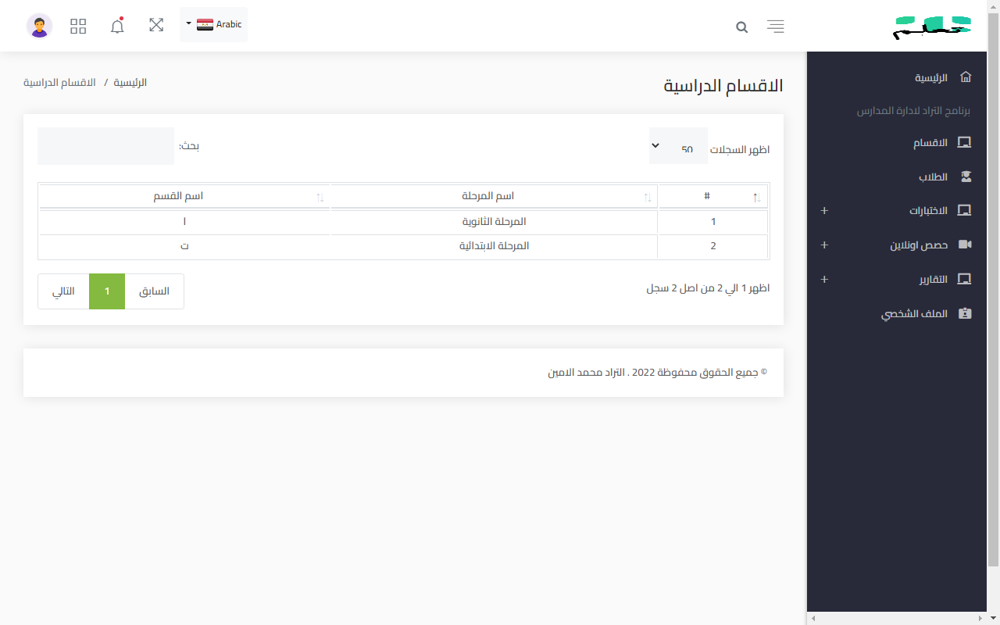 Arabic
الرئيسية
برنامج التراد لادارة المدارس
الاقسام
الطلاب
الاختبارات +
حصص اونلاين +
التقارير +
الملف الشخصي
الاقسام الدراسية
الرئيسية / الاقسام الدراسية
اظهر السجلات 50
بحث:
# اسم المرحلة اسم القسم
1 المرحلة الثانوية ا
2 المرحلة الابتدائية ت
اظهر 1 الي 2 من اصل 2 سجل
السابق 1 التالي
© جميع الحقوق محفوظة 2022 . التراد محمد الامين